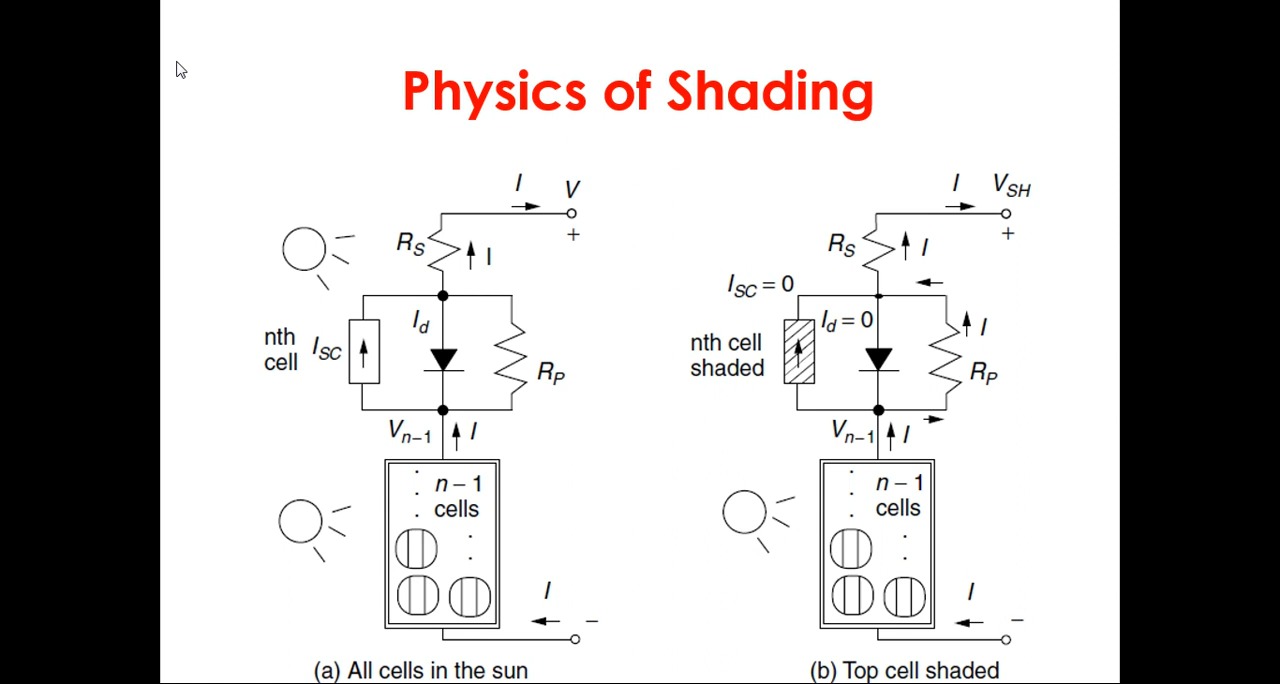 Physics of Shading
I
V
+
R_S
I
nth
cell
I_SC
I_d
R_P
V_n–1
I
n – 1
cells
I
–
(a) All cells in the sun
I
V_SH
+
R_S
I
I_SC = 0
I_d = 0
nth cell
shaded
I
R_P
V_n–1
I
n – 1
cells
I
–
(b) Top cell shaded